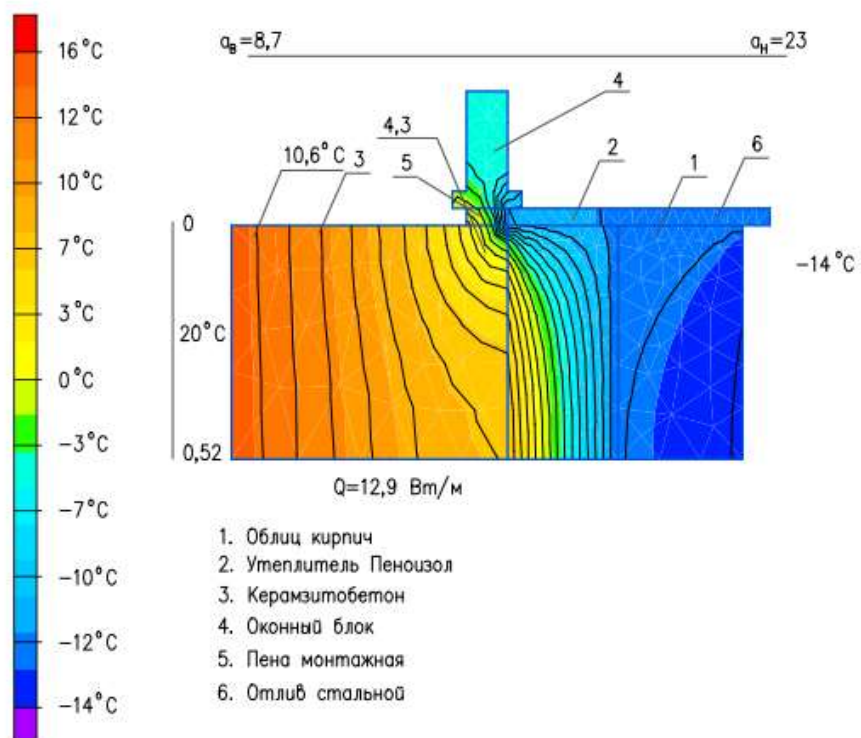 16°C
12°C
10°C
7°C
3°C
0°C
−3°C
−7°C
−10°C
−12°C
−14°C
aв=8,7
aн=23
4
4,3
2
1
6
10,6°C
3
5
0
−14°C
20°C
0,52
Q=12,9 Вт/м
1. Облиц кирпич
2. Утеплитель Пеноизол
3. Керамзитобетон
4. Оконный блок
5. Пена монтажная
6. Отлив стальной